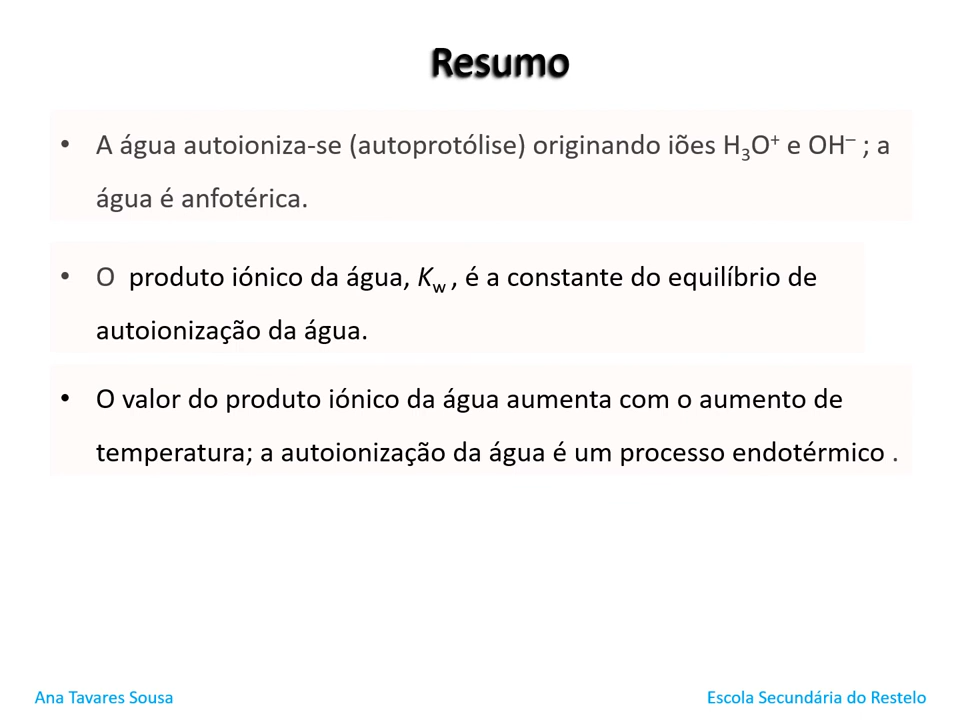 Resumo
• A água autoioniza-se (autoprotólise) originando iões H₃O⁺ e OH⁻ ; a
água é anfotérica.
• O produto iónico da água, Kw , é a constante do equilíbrio de
autoionização da água.
• O valor do produto iónico da água aumenta com o aumento de
temperatura; a autoionização da água é um processo endotérmico .
Ana Tavares Sousa
Escola Secundária do Restelo